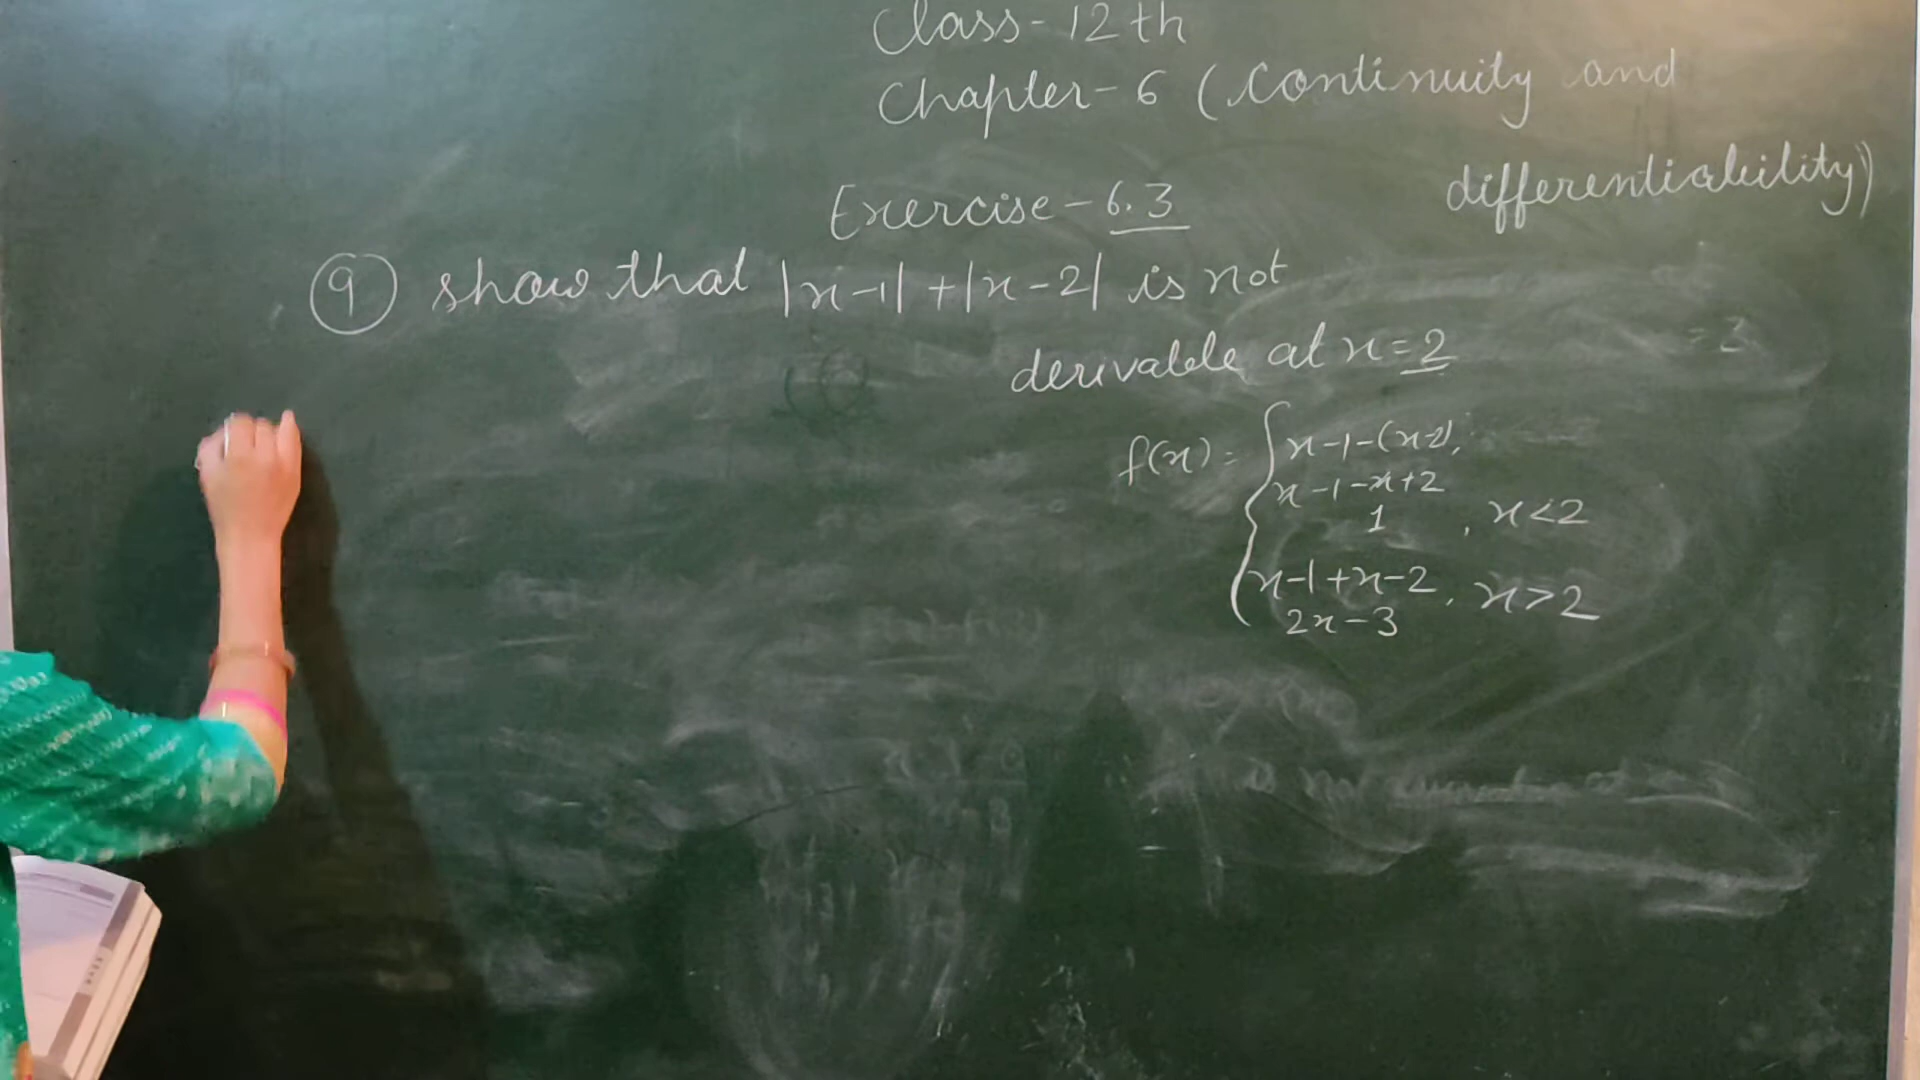 Class-12th
Chapter-6 (Continuity and
differentiability)
Exercise-6.3
9 show that |x-1|+|x-2| is not
derivable at x=2
f(x)= { x-1-(x-2),
x-1-x+2
1, x<2
x-1+x-2, x>2
2x-3